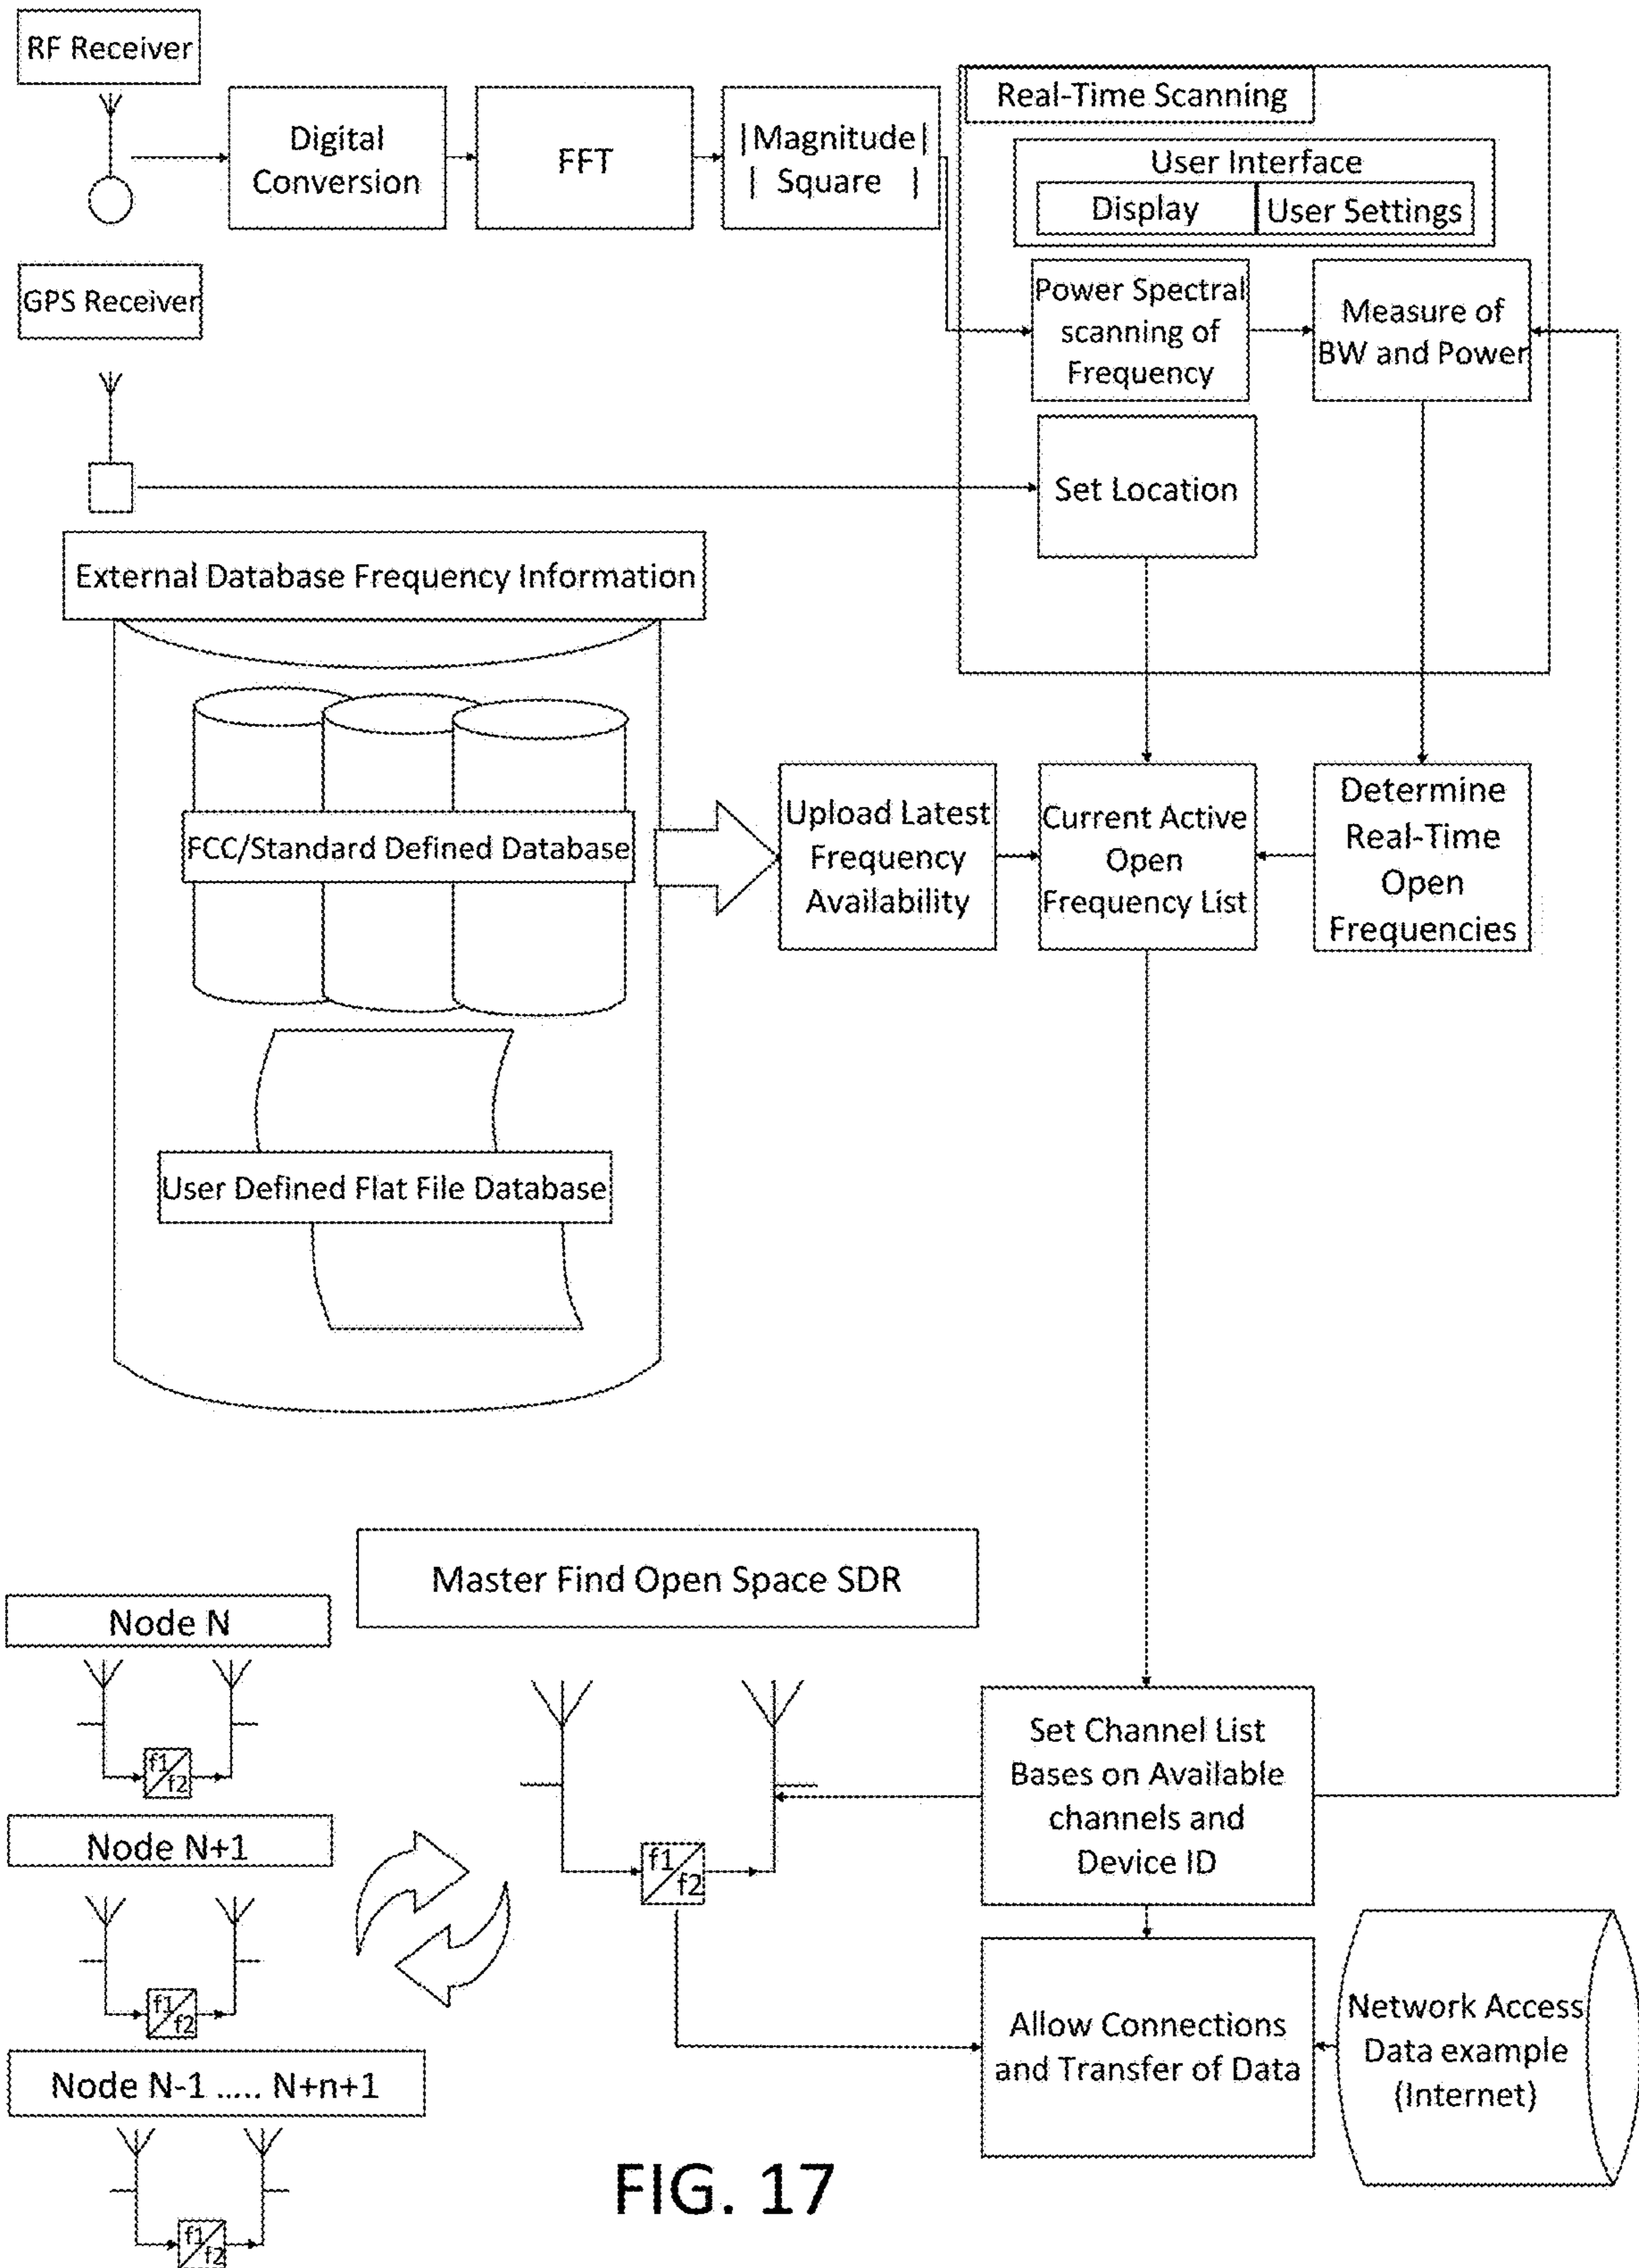 RF Receiver
Digital
Conversion
FFT
|Magnitude|
| Square |
Real-Time Scanning
User Interface
Display
User Settings
GPS Receiver
Power Spectral
scanning of
Frequency
Measure of
BW and Power
Set Location
External Database Frequency Information
FCC/Standard Defined Database
Upload Latest
Frequency
Availability
Current Active
Open
Frequency List
Determine
Real-Time
Open
Frequencies
User Defined Flat File Database
Master Find Open Space SDR
Node N
f1
f2
Node N+1
f1
f2
Node N-1 ..... N+n+1
f1
f2
f1
f2
Set Channel List
Bases on Available
channels and
Device ID
Allow Connections
and Transfer of Data
Network Access
Data example
(Internet)
FIG. 17